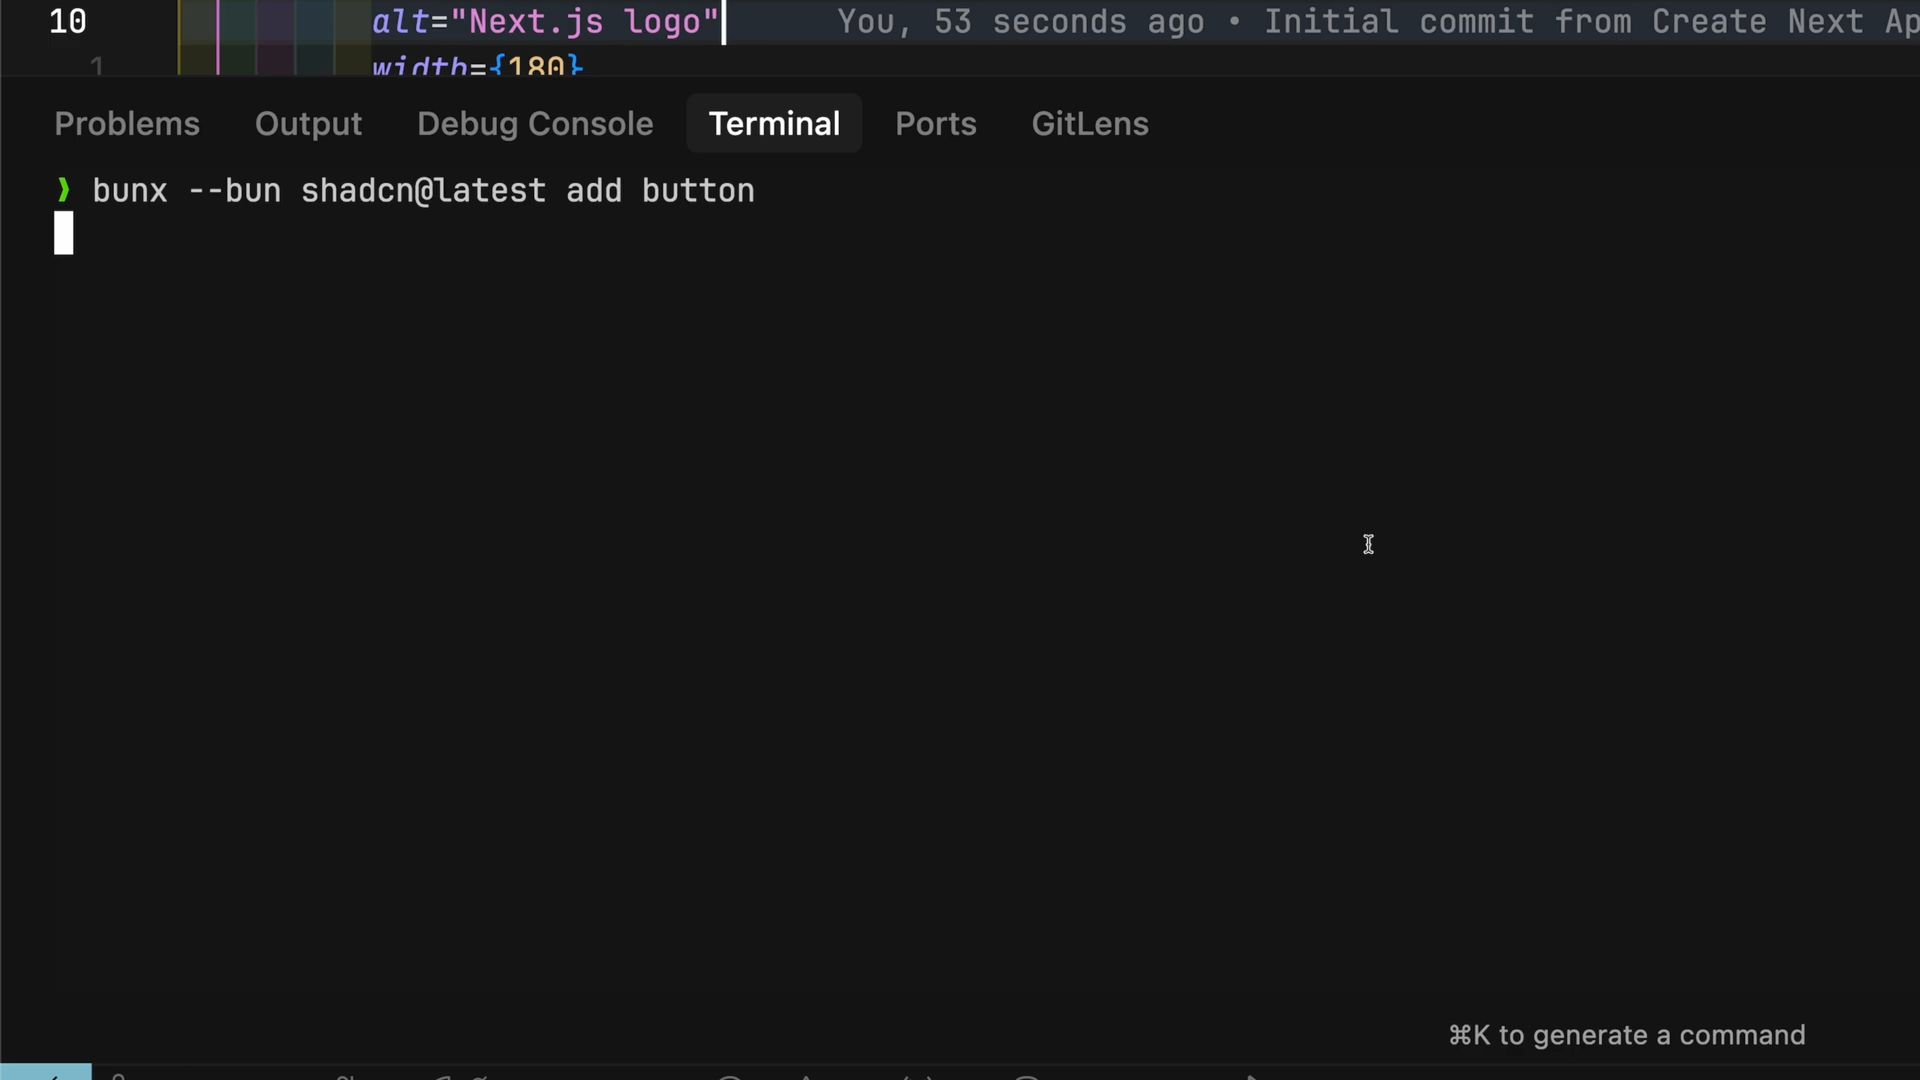 10 alt="Next.js logo" You, 53 seconds ago • Initial commit from Create Next Ap
1 width={180}
Problems Output Debug Console Terminal Ports GitLens
❯ bunx --bun shadcn@latest add button
⌘K to generate a command